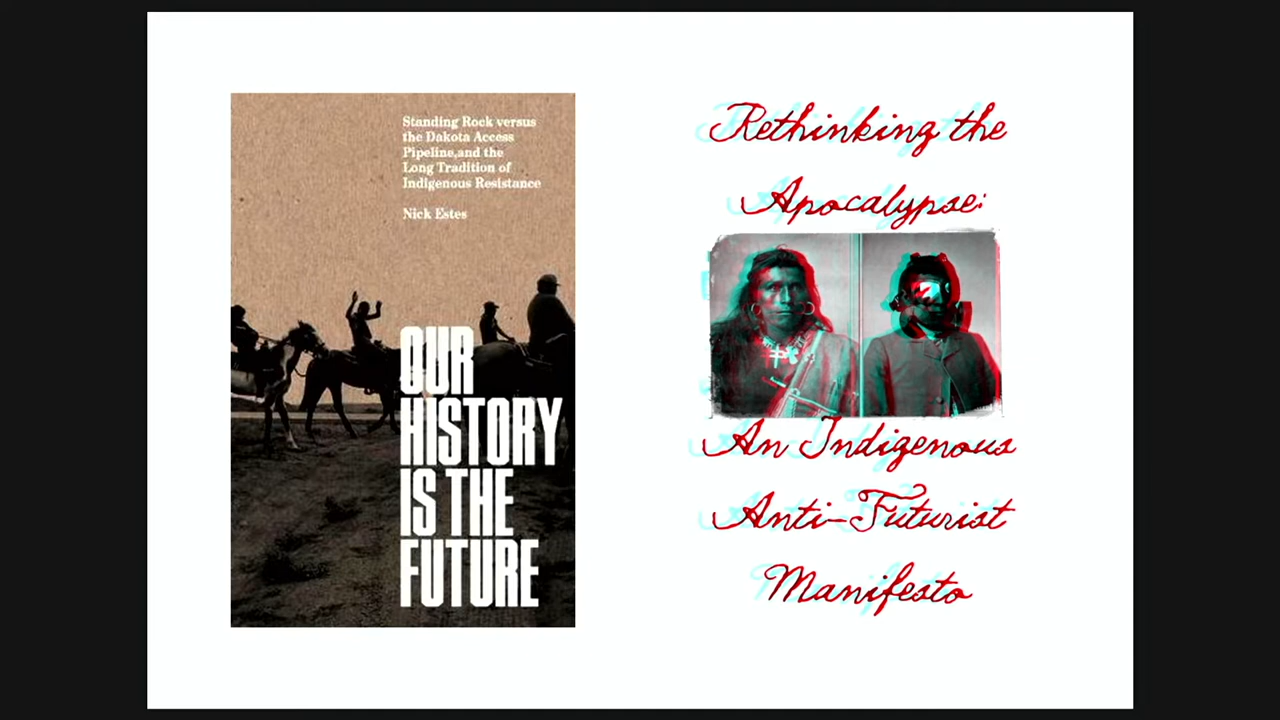 Standing Rock versus
the Dakota Access
Pipeline,and the
Long Tradition of
Indigenous Resistance
Nick Estes
OUR
HISTORY
IS THE
FUTURE
Rethinking the
Apocalypse:
An Indigenous
Anti-Futurist
Manifesto